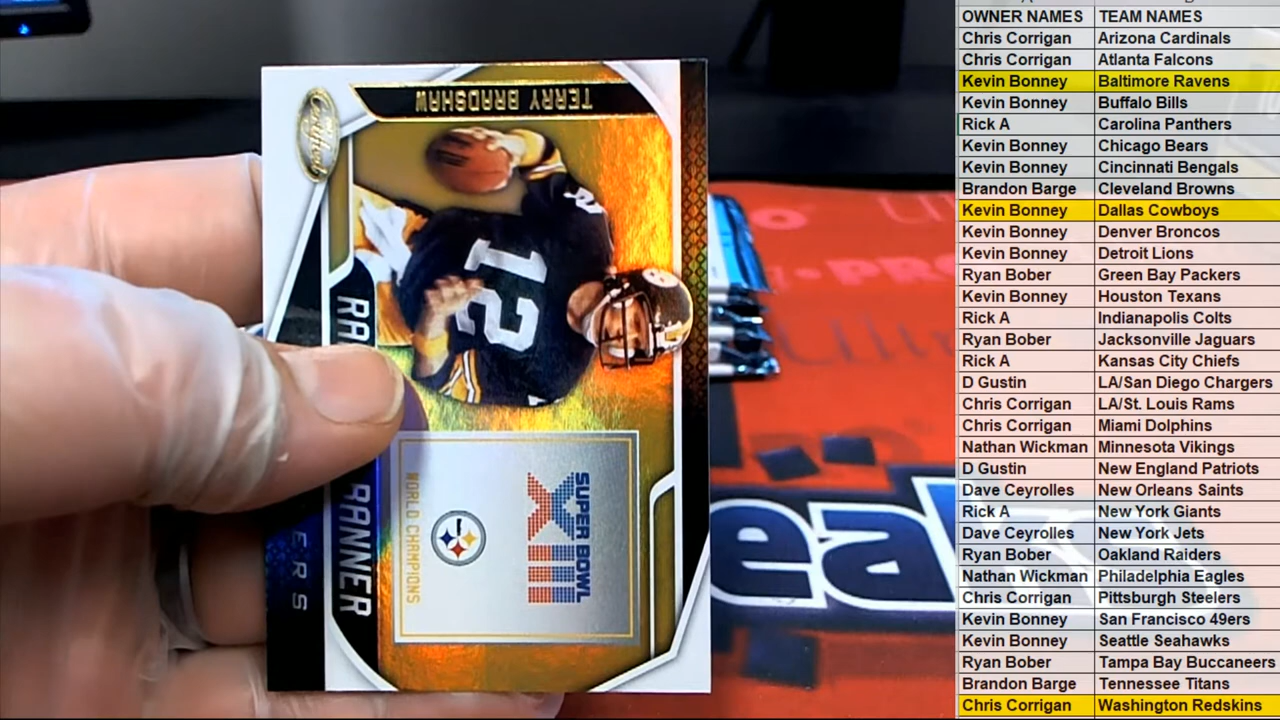 OWNER NAMES TEAM NAMES
Chris Corrigan Arizona Cardinals
Chris Corrigan Atlanta Falcons
Kevin Bonney Baltimore Ravens
Kevin Bonney Buffalo Bills
Rick A Carolina Panthers
Kevin Bonney Chicago Bears
Kevin Bonney Cincinnati Bengals
Brandon Barge Cleveland Browns
Kevin Bonney Dallas Cowboys
Kevin Bonney Denver Broncos
Kevin Bonney Detroit Lions
Ryan Bober Green Bay Packers
Kevin Bonney Houston Texans
Rick A Indianapolis Colts
Ryan Bober Jacksonville Jaguars
Rick A Kansas City Chiefs
D Gustin LA/San Diego Chargers
Chris Corrigan LA/St. Louis Rams
Chris Corrigan Miami Dolphins
Nathan Wickman Minnesota Vikings
D Gustin New England Patriots
Dave Ceyrolles New Orleans Saints
Rick A New York Giants
Dave Ceyrolles New York Jets
Ryan Bober Oakland Raiders
Nathan Wickman Philadelphia Eagles
Chris Corrigan Pittsburgh Steelers
Kevin Bonney San Francisco 49ers
Kevin Bonney Seattle Seahawks
Ryan Bober Tampa Bay Buccaneers
Brandon Barge Tennessee Titans
Chris Corrigan Washington Redskins
TERRY BRADSHAW
Certified
12
SUPER BOWL
XIII
WORLD CHAMPIONS
BANNER
ERS